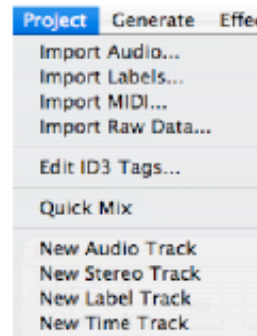 Project Generate Effe
Import Audio...
Import Labels...
Import MIDI...
Import Raw Data...
Edit ID3 Tags...
Quick Mix
New Audio Track
New Stereo Track
New Label Track
New Time Track